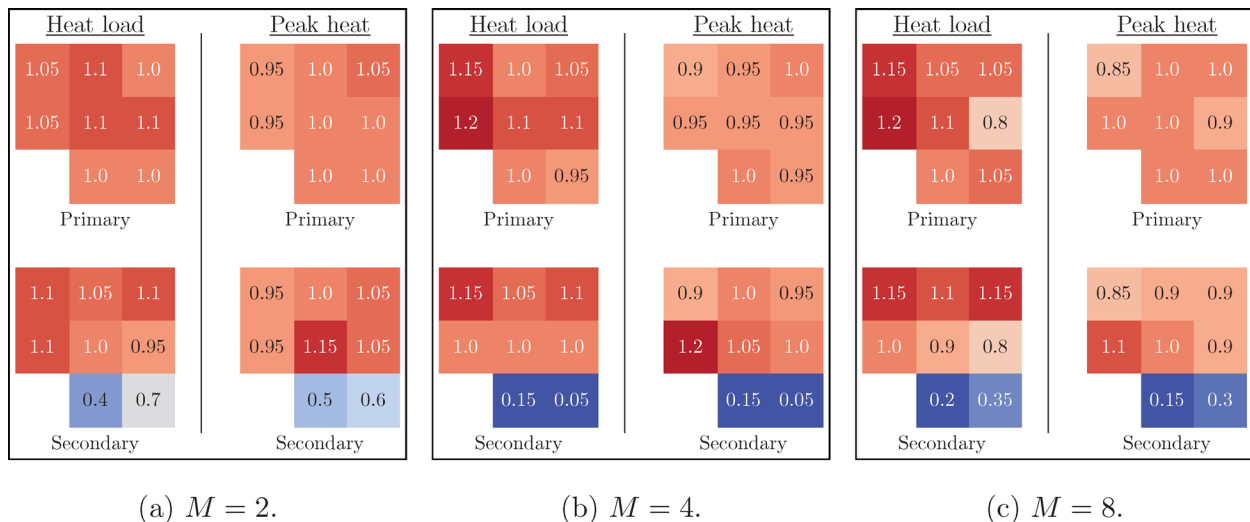 Heat load Peak heat
1.05 1.1 1.0 0.95 1.0 1.05
1.05 1.1 1.1 0.95 1.0 1.0
1.0 1.0 1.0 1.0
Primary Primary
1.1 1.05 1.1 0.95 1.0 1.05
1.1 1.0 0.95 0.95 1.15 1.05
0.4 0.7 0.5 0.6
Secondary Secondary
(a) M = 2.
Heat load Peak heat
1.15 1.0 1.05 0.9 0.95 1.0
1.2 1.1 1.1 0.95 0.95 0.95
1.0 0.95 1.0 0.95
Primary Primary
1.15 1.05 1.1 0.9 1.0 0.95
1.0 1.0 1.0 1.2 1.05 1.0
0.15 0.05 0.15 0.05
Secondary Secondary
(b) M = 4.
Heat load Peak heat
1.15 1.05 1.05 0.85 1.0 1.0
1.2 1.1 0.8 1.0 1.0 0.9
1.0 1.05 1.0 1.0
Primary Primary
1.15 1.1 1.15 0.85 0.9 0.9
1.0 0.9 0.8 1.1 1.0 0.9
0.2 0.35 0.15 0.3
Secondary Secondary
(c) M = 8.